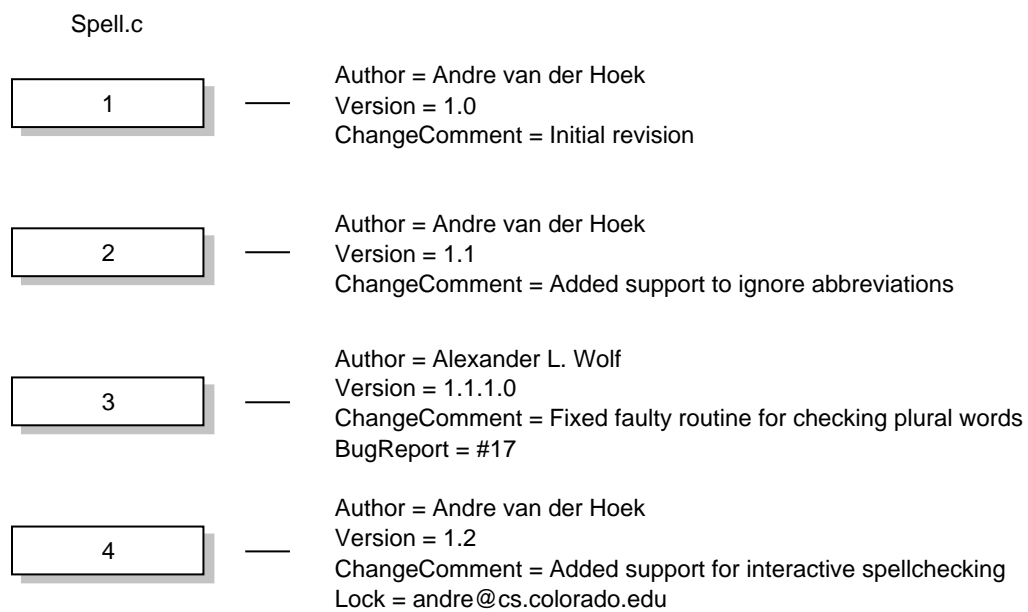 Spell.c
1
Author = Andre van der Hoek
Version = 1.0
ChangeComment = Initial revision
2
Author = Andre van der Hoek
Version = 1.1
ChangeComment = Added support to ignore abbreviations
3
Author = Alexander L. Wolf
Version = 1.1.1.0
ChangeComment = Fixed faulty routine for checking plural words
BugReport = #17
4
Author = Andre van der Hoek
Version = 1.2
ChangeComment = Added support for interactive spellchecking
Lock = andre@cs.colorado.edu